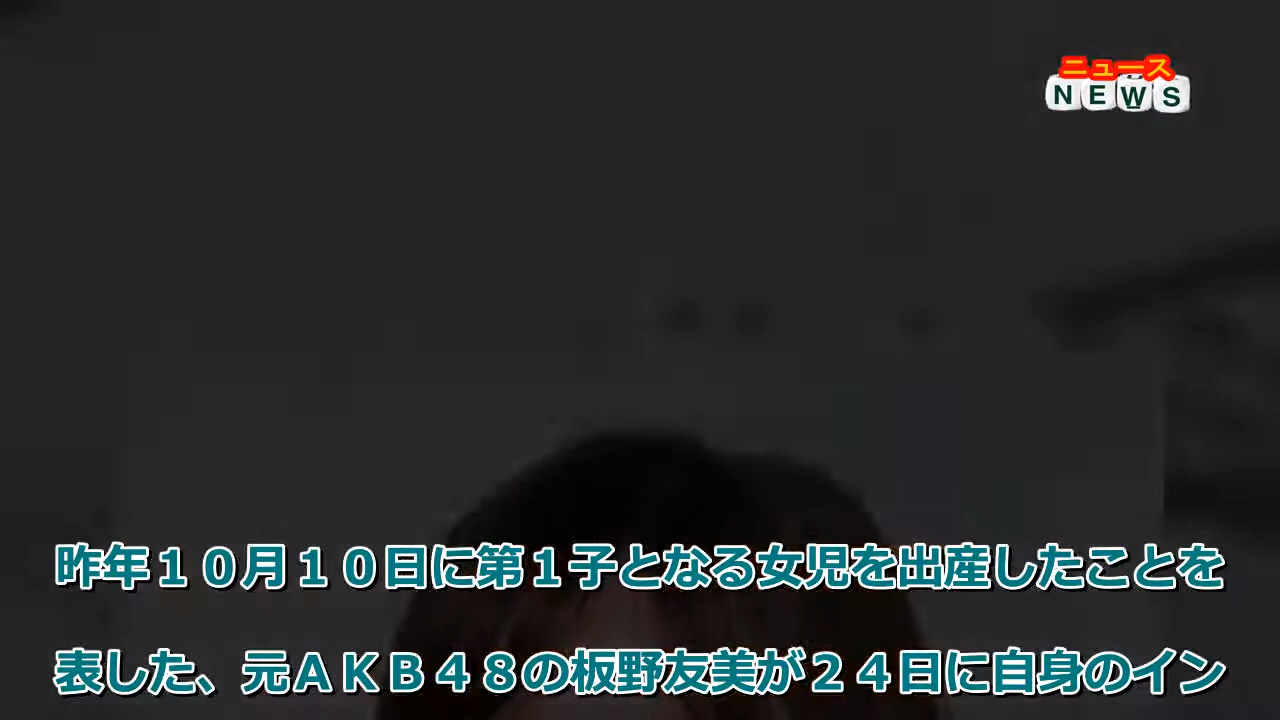 ニュース
NEWS
昨年１０月１０日に第１子となる女児を出産したことを
表した、元ＡＫＢ４８の板野友美が２４日に自身のイン